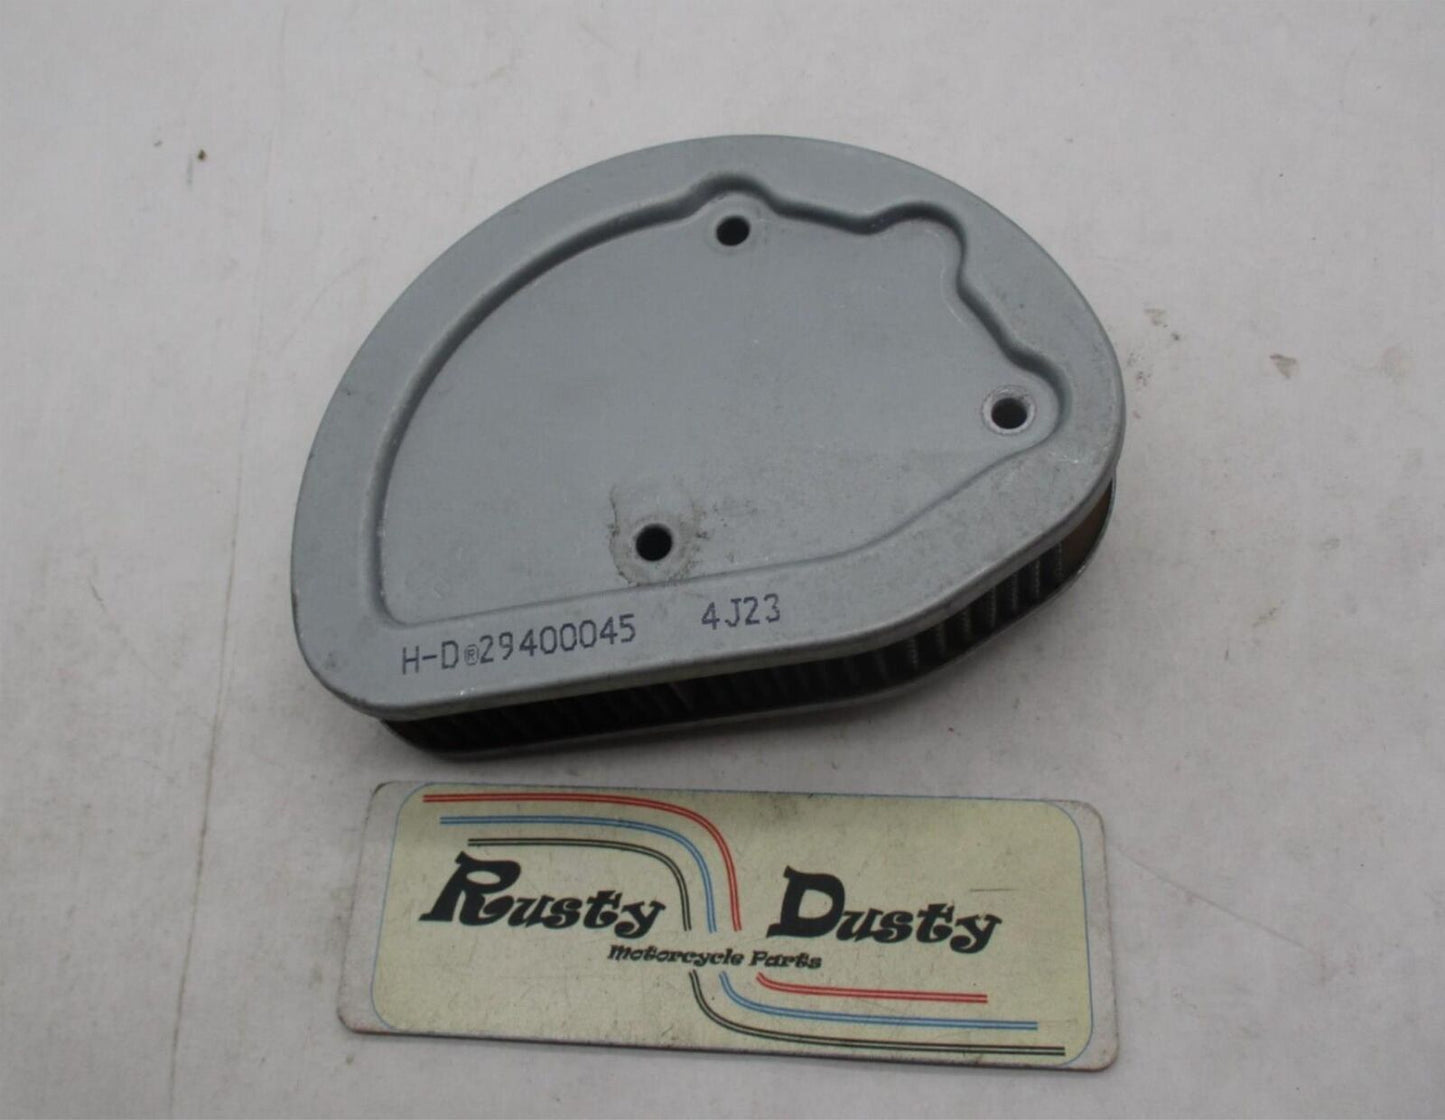 H-D®29400045 4J23
Rusty Dusty
Motorcycle Parts